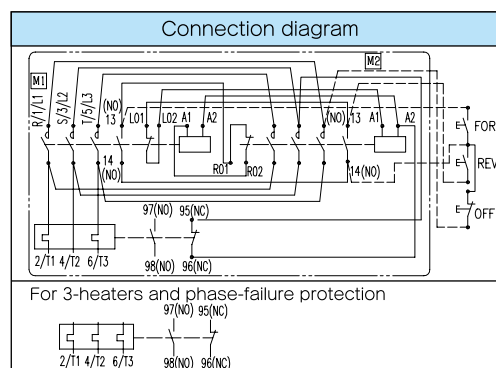 Connection diagram
M1
M2
R/1/L1
S/3/L2
T/5/L3
(NO)
13
L01
L02
A1
A2
(NO)
13
A1
A2
FOR
14
(NO)
R01
R02
14(NO)
REV
OFF
97(NO)
95(NC)
2/T1
4/T2
6/T3
98(NO)
96(NC)
For 3-heaters and phase-failure protection
97(NO)
95(NC)
2/T1
4/T2
6/T3
98(NO)
96(NC)